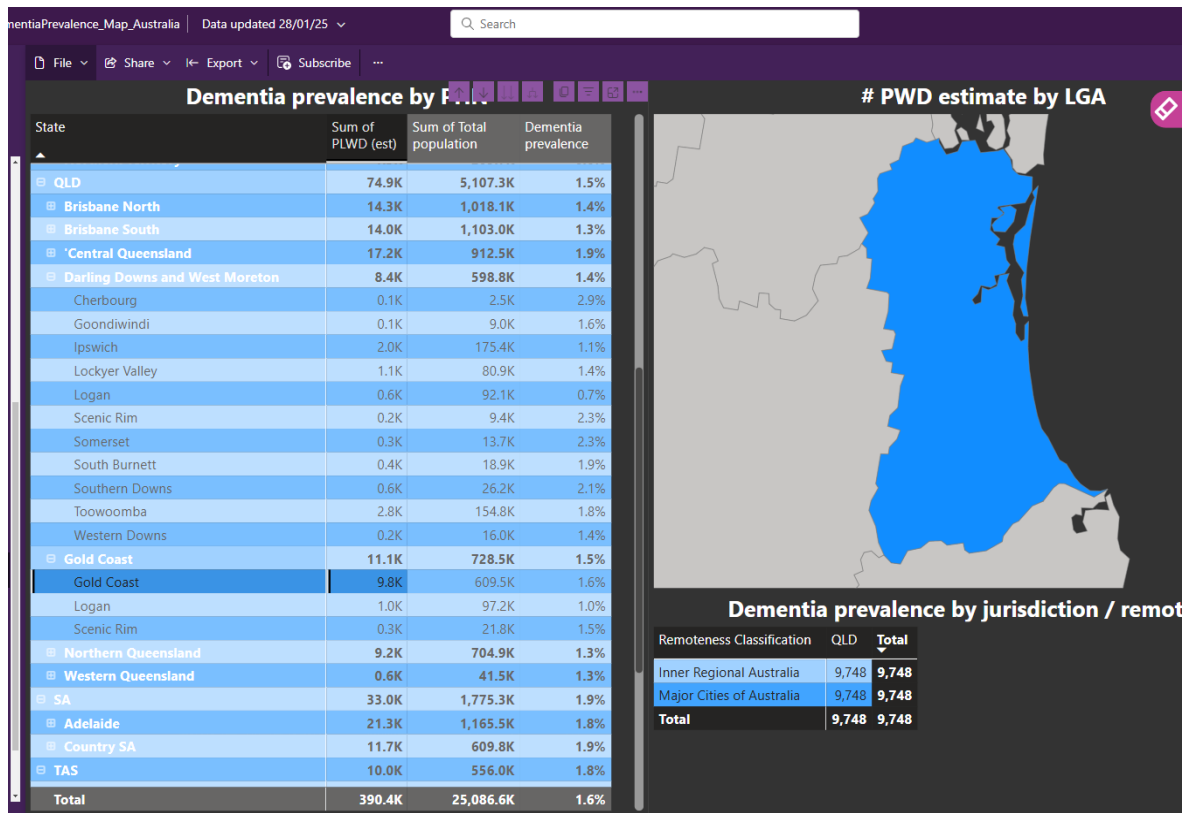 mentiaPrevalence_Map_Australia | Data updated 28/01/25
Search
File Share Export Subscribe ...
Dementia prevalence by
# PWD estimate by LGA
State Sum of PLWD (est) Sum of Total population Dementia prevalence
QLD 74.9K 5,107.3K 1.5%
Brisbane North 14.3K 1,018.1K 1.4%
Brisbane South 14.0K 1,103.0K 1.3%
'Central Queensland 17.2K 912.5K 1.9%
Darling Downs and West Moreton 8.4K 598.8K 1.4%
Cherbourg 0.1K 2.5K 2.9%
Goondiwindi 0.1K 9.0K 1.6%
Ipswich 2.0K 175.4K 1.1%
Lockyer Valley 1.1K 80.9K 1.4%
Logan 0.6K 92.1K 0.7%
Scenic Rim 0.2K 9.4K 2.3%
Somerset 0.3K 13.7K 2.3%
South Burnett 0.4K 18.9K 1.9%
Southern Downs 0.6K 26.2K 2.1%
Toowoomba 2.8K 154.8K 1.8%
Western Downs 0.2K 16.0K 1.4%
Gold Coast 11.1K 728.5K 1.5%
Gold Coast 9.8K 609.5K 1.6%
Logan 1.0K 97.2K 1.0%
Scenic Rim 0.3K 21.8K 1.5%
Northern Queensland 9.2K 704.9K 1.3%
Western Queensland 0.6K 41.5K 1.3%
SA 33.0K 1,775.3K 1.9%
Adelaide 21.3K 1,165.5K 1.8%
Country SA 11.7K 609.8K 1.9%
TAS 10.0K 556.0K 1.8%
Total 390.4K 25,086.6K 1.6%
Dementia prevalence by jurisdiction / remot
Remoteness Classification QLD Total
Inner Regional Australia 9,748 9,748
Major Cities of Australia 9,748 9,748
Total 9,748 9,748